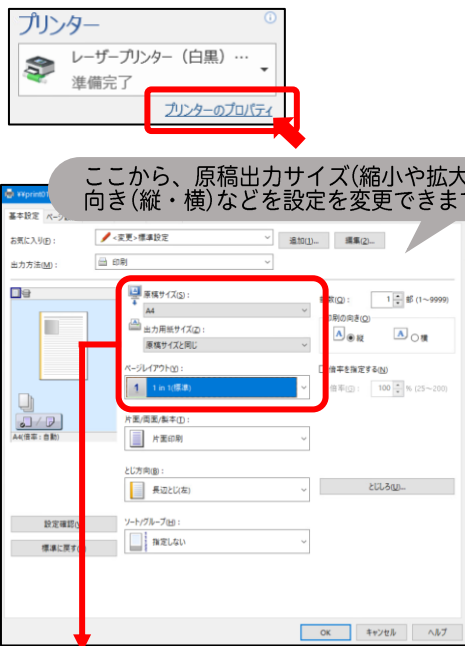 プリンター
レーザープリンター（白黒）…
準備完了
プリンターのプロパティ
ここから、原稿出力サイズ(縮小や拡大
向き(縦・横)などを設定を変更できます
¥¥print01
基本設定
お気に入り(F)：
<変更>標準設定
追加(1)...
編集(2)...
出力方法(M)：
印刷
原稿サイズ(S)：
A4
部数(Q)：
1
部 (1～9999)
出力用紙サイズ(Z)：
原稿サイズと同じ
印刷の向き(O)
A 縦
A 横
ページレイアウト(Y)：
1
1 in 1(標準)
倍率を指定する(N)
倍率(G)：
100
% (25～200)
A4(倍率：自動)
片面/両面/製本(I)：
片面印刷
とじ方向(B)：
長辺とじ(左)
とじしろ(U)...
設定確認(V)
ソート/グループ(H)：
指定しない
標準に戻す
OK
キャンセル
ヘルプ